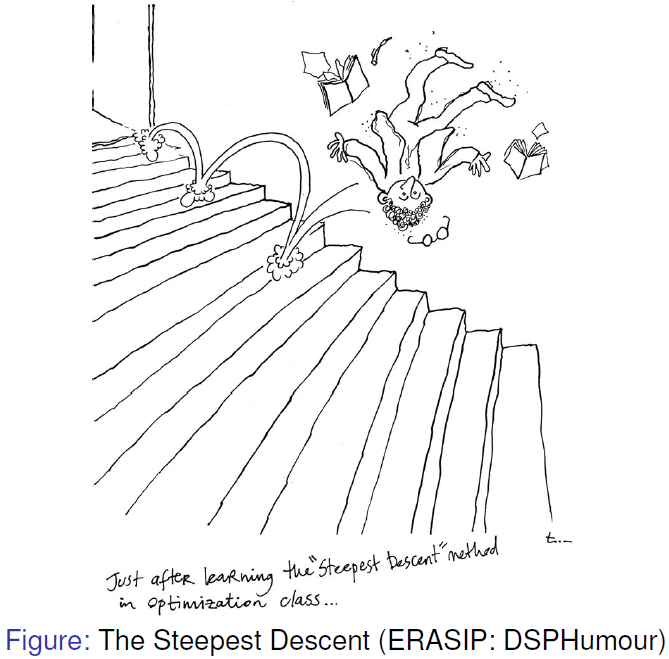 t...
Just after learning the "Steepest Descent" method
in optimization class...
Figure: The Steepest Descent (ERASIP: DSPHumour)